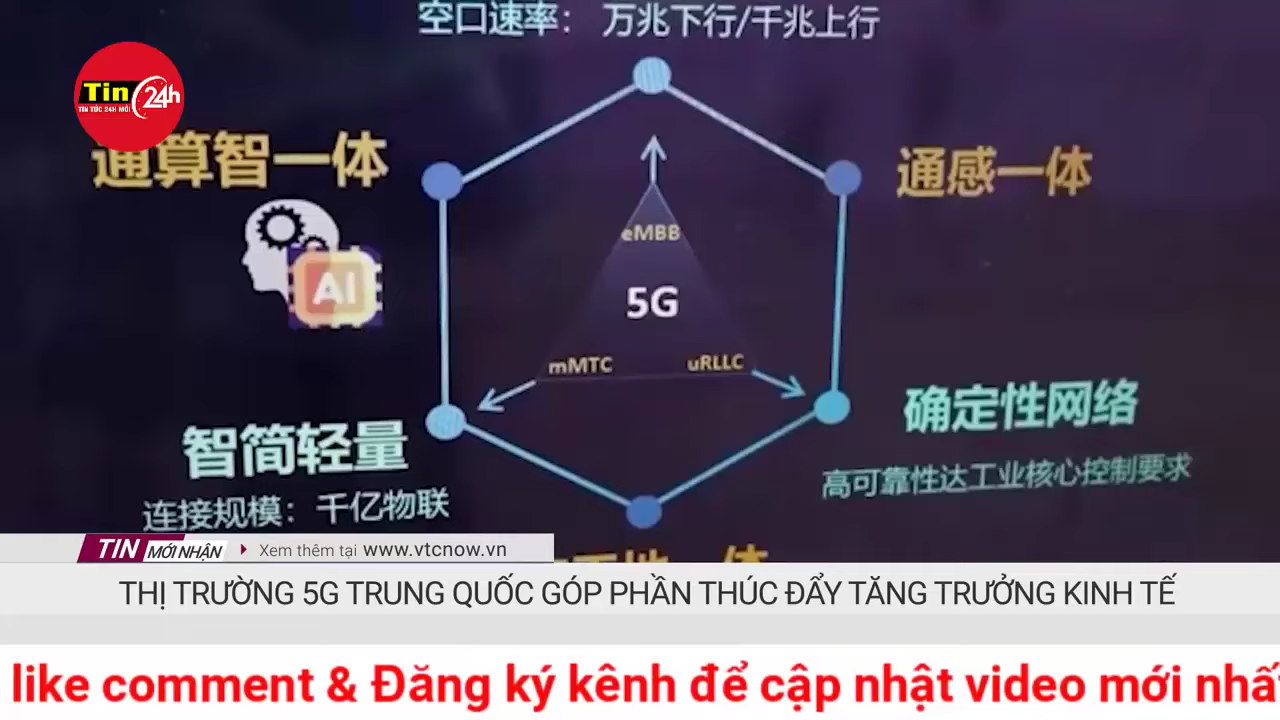 空口速率： 万兆下行/千兆上行
Tin 24h
TIN TỨC 24H MỚI
通算智一体
通感一体
AI
eMBB
5G
mMTC
uRLLC
智简轻量
连接规模：千亿物联
确定性网络
高可靠性达工业核心控制要求
TIN MỚI NHẬN Xem thêm tại www.vtcnow.vn
THỊ TRƯỜNG 5G TRUNG QUỐC GÓP PHẦN THÚC ĐẨY TĂNG TRƯỞNG KINH TẾ
like comment & Đăng ký kênh để cập nhật video mới nhất